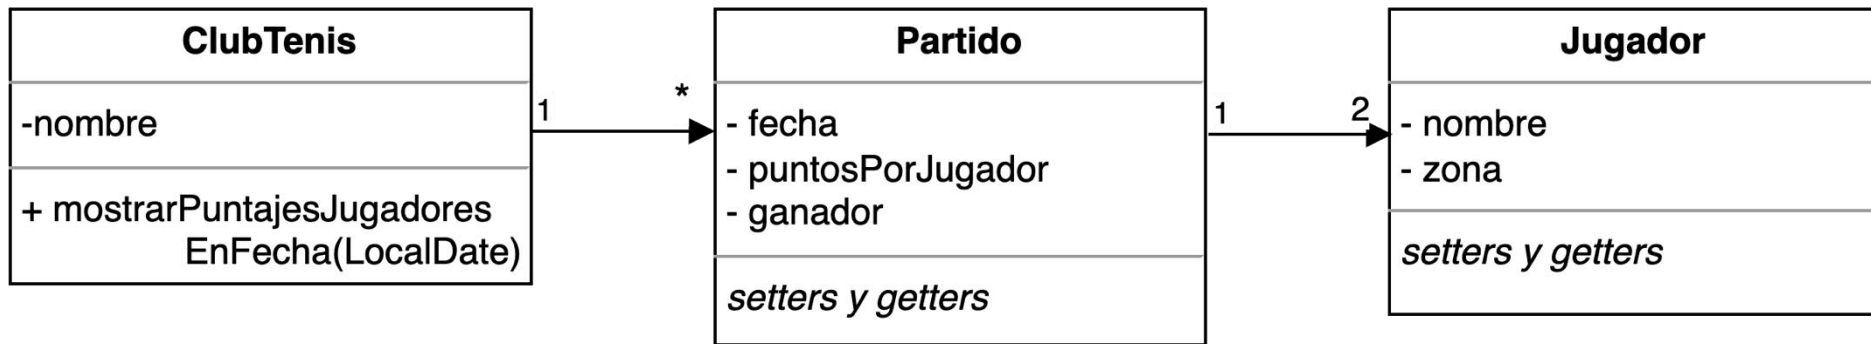 ClubTenis
-nombre
+ mostrarPuntajesJugadores
EnFecha(LocalDate)
1
*
Partido
- fecha
- puntosPorJugador
- ganador
setters y getters
1
2
Jugador
- nombre
- zona
setters y getters